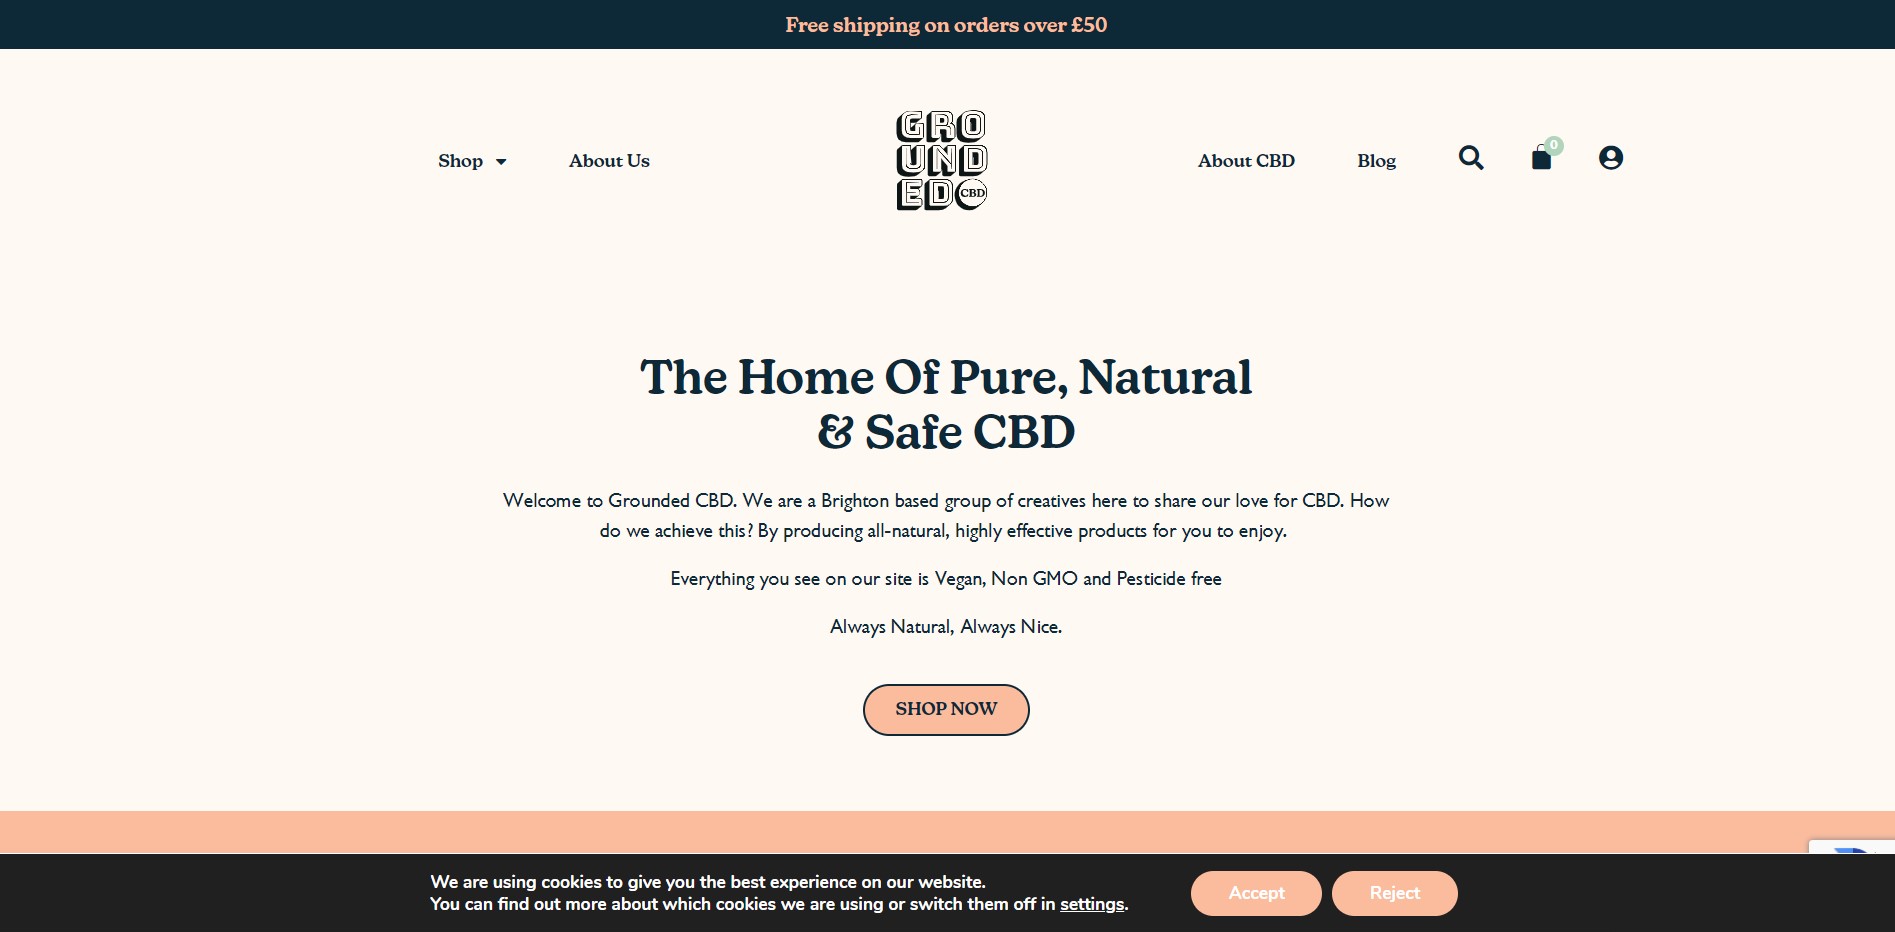 Free shipping on orders over £50
Shop
About Us
GRO
UND
ED CBD
About CBD
Blog
0
The Home Of Pure, Natural
& Safe CBD
Welcome to Grounded CBD. We are a Brighton based group of creatives here to share our love for CBD. How
do we achieve this? By producing all-natural, highly effective products for you to enjoy.
Everything you see on our site is Vegan, Non GMO and Pesticide free
Always Natural, Always Nice.
SHOP NOW
We are using cookies to give you the best experience on our website.
You can find out more about which cookies we are using or switch them off in settings.
Accept
Reject